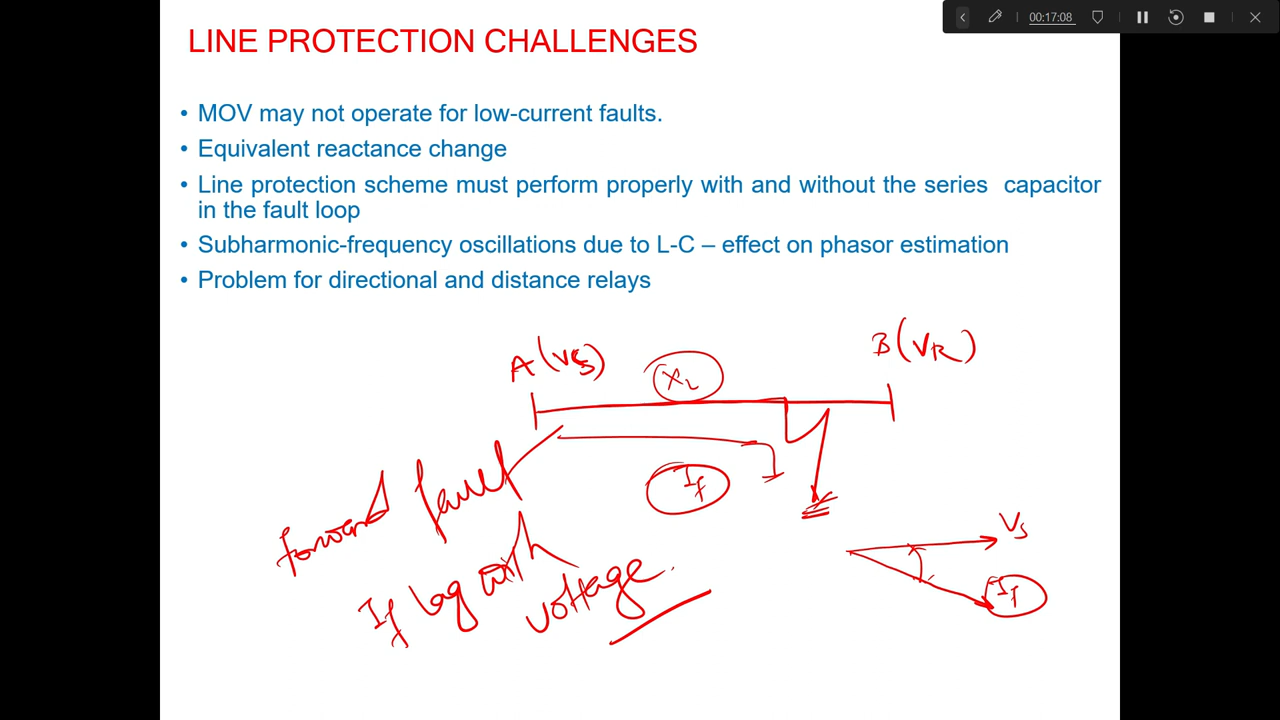 00:17:08
LINE PROTECTION CHALLENGES
• MOV may not operate for low-current faults.
• Equivalent reactance change
• Line protection scheme must perform properly with and without the series capacitor
in the fault loop
• Subharmonic-frequency oscillations due to L-C – effect on phasor estimation
• Problem for directional and distance relays
A (VS)
XL
B (VR)
If
forward fault
If lag with
voltage.
VS
If